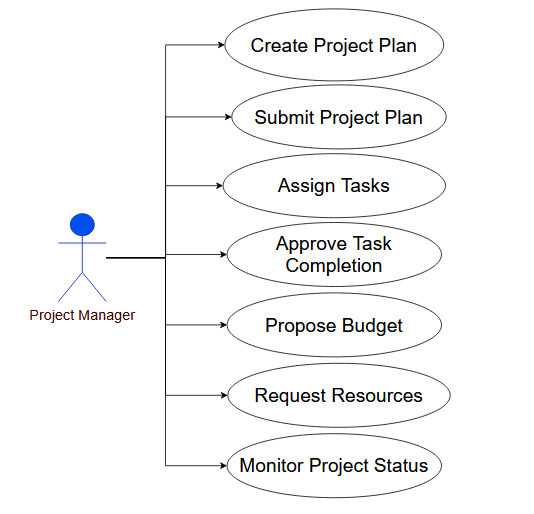 Create Project Plan
Submit Project Plan
Assign Tasks
Approve Task
Completion
Project Manager
Propose Budget
Request Resources
Monitor Project Status